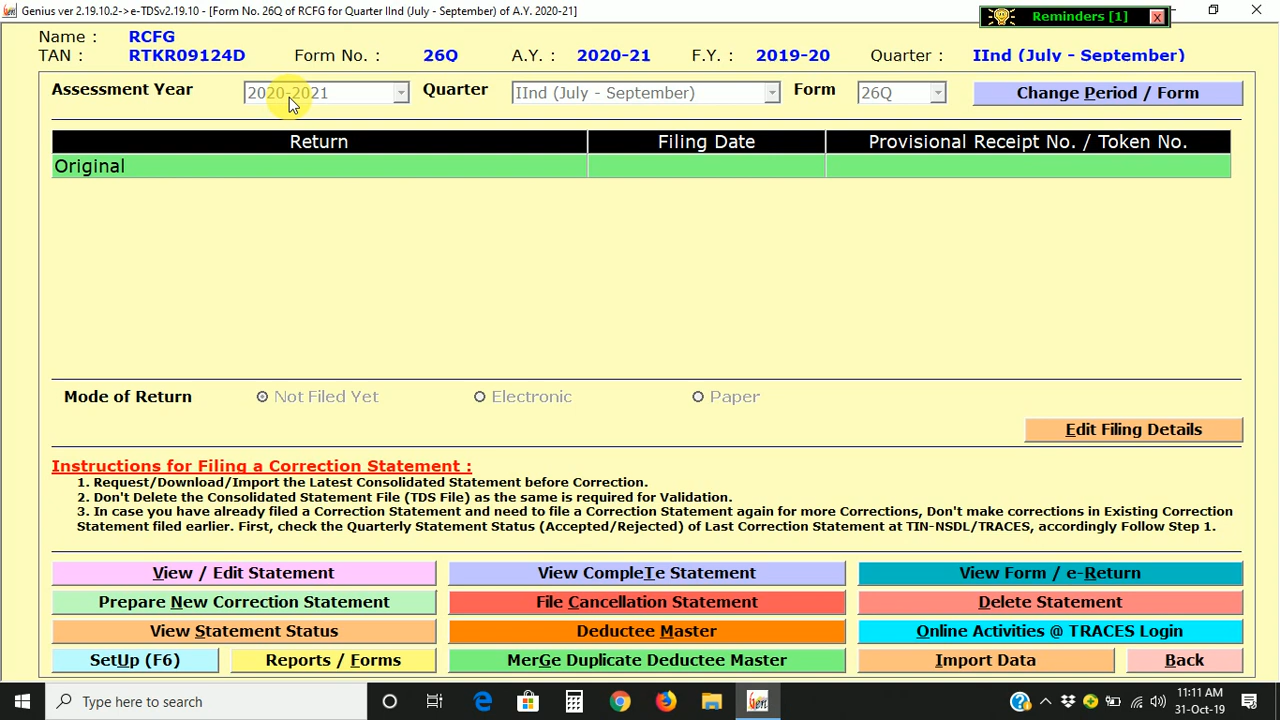 Genius ver 2.19.10.2->e-TDSv2.19.10 - [Form No. 26Q of RCFG for Quarter IInd (July - September) of A.Y. 2020-21]
Reminders [1] x
Name : RCFG
TAN : RTKR09124D Form No. : 26Q A.Y. : 2020-21 F.Y. : 2019-20 Quarter : IInd (July - September)
Assessment Year 2020-2021 Quarter IInd (July - September) Form 26Q Change Period / Form
Return Filing Date Provisional Receipt No. / Token No.
Original
Mode of Return Not Filed Yet Electronic Paper
Edit Filing Details
Instructions for Filing a Correction Statement :
1. Request/Download/Import the Latest Consolidated Statement before Correction.
2. Don't Delete the Consolidated Statement File (TDS File) as the same is required for Validation.
3. In case you have already filed a Correction Statement and need to file a Correction Statement again for more Corrections, Don't make corrections in Existing Correction
Statement filed earlier. First, check the Quarterly Statement Status (Accepted/Rejected) of Last Correction Statement at TIN-NSDL/TRACES, accordingly Follow Step 1.
View / Edit Statement View CompleTe Statement View Form / e-Return
Prepare New Correction Statement File Cancellation Statement Delete Statement
View Statement Status Deductee Master Online Activities @ TRACES Login
SetUp (F6) Reports / Forms MerGe Duplicate Deductee Master Import Data Back
Type here to search
Gen
11:11 AM
31-Oct-19